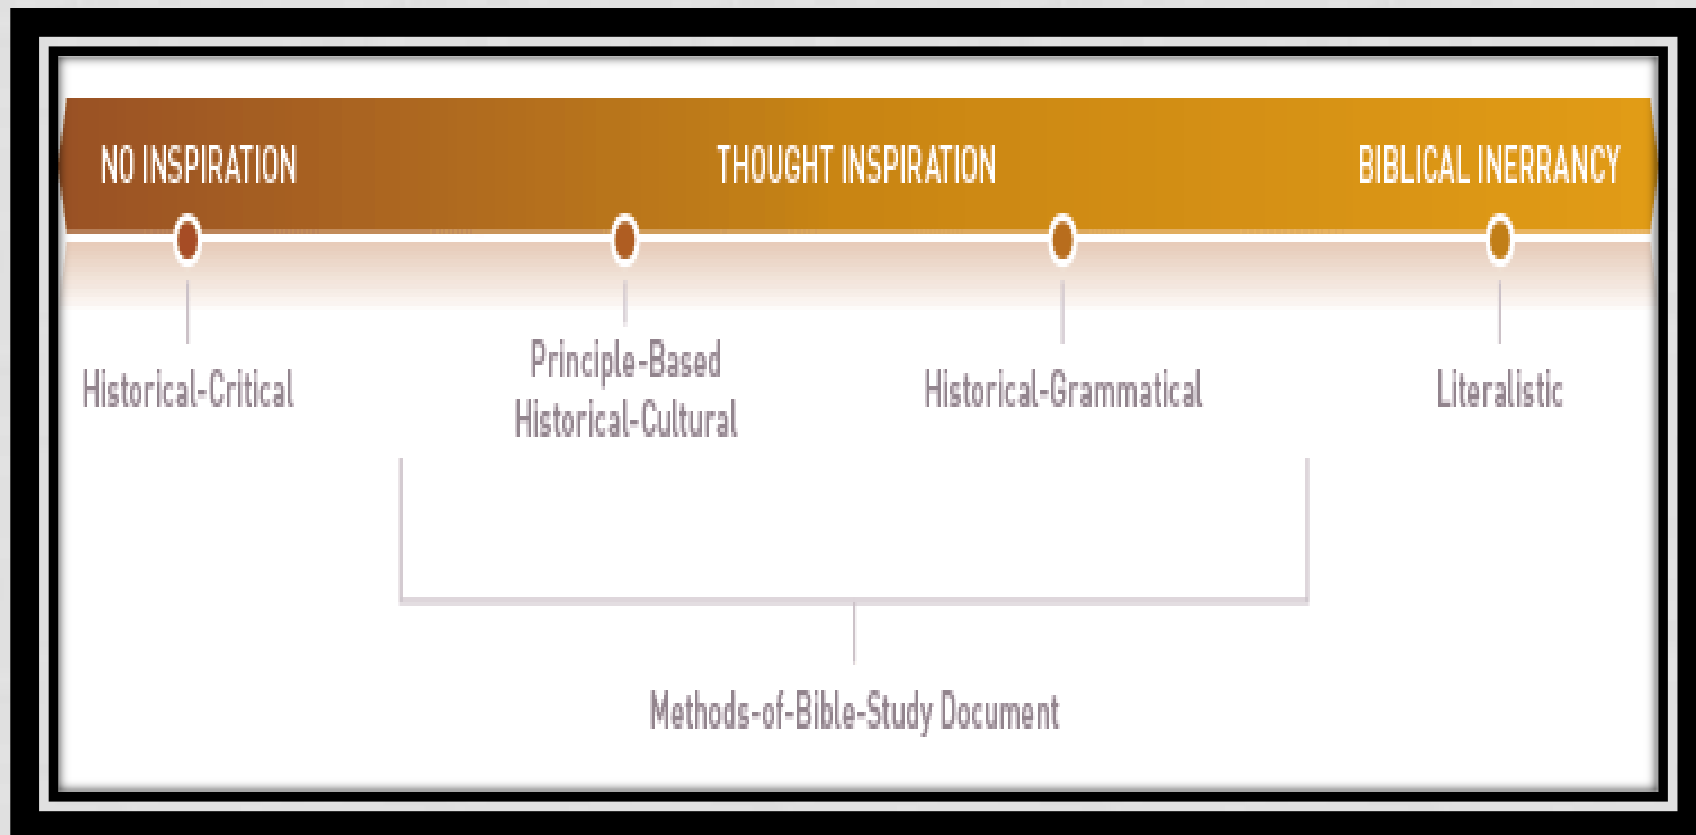 NO INSPIRATION THOUGHT INSPIRATION BIBLICAL INERRANCY
Historical-Critical
Principle-Based
Historical-Cultural
Historical-Grammatical
Literalistic
Methods-of-Bible-Study Document